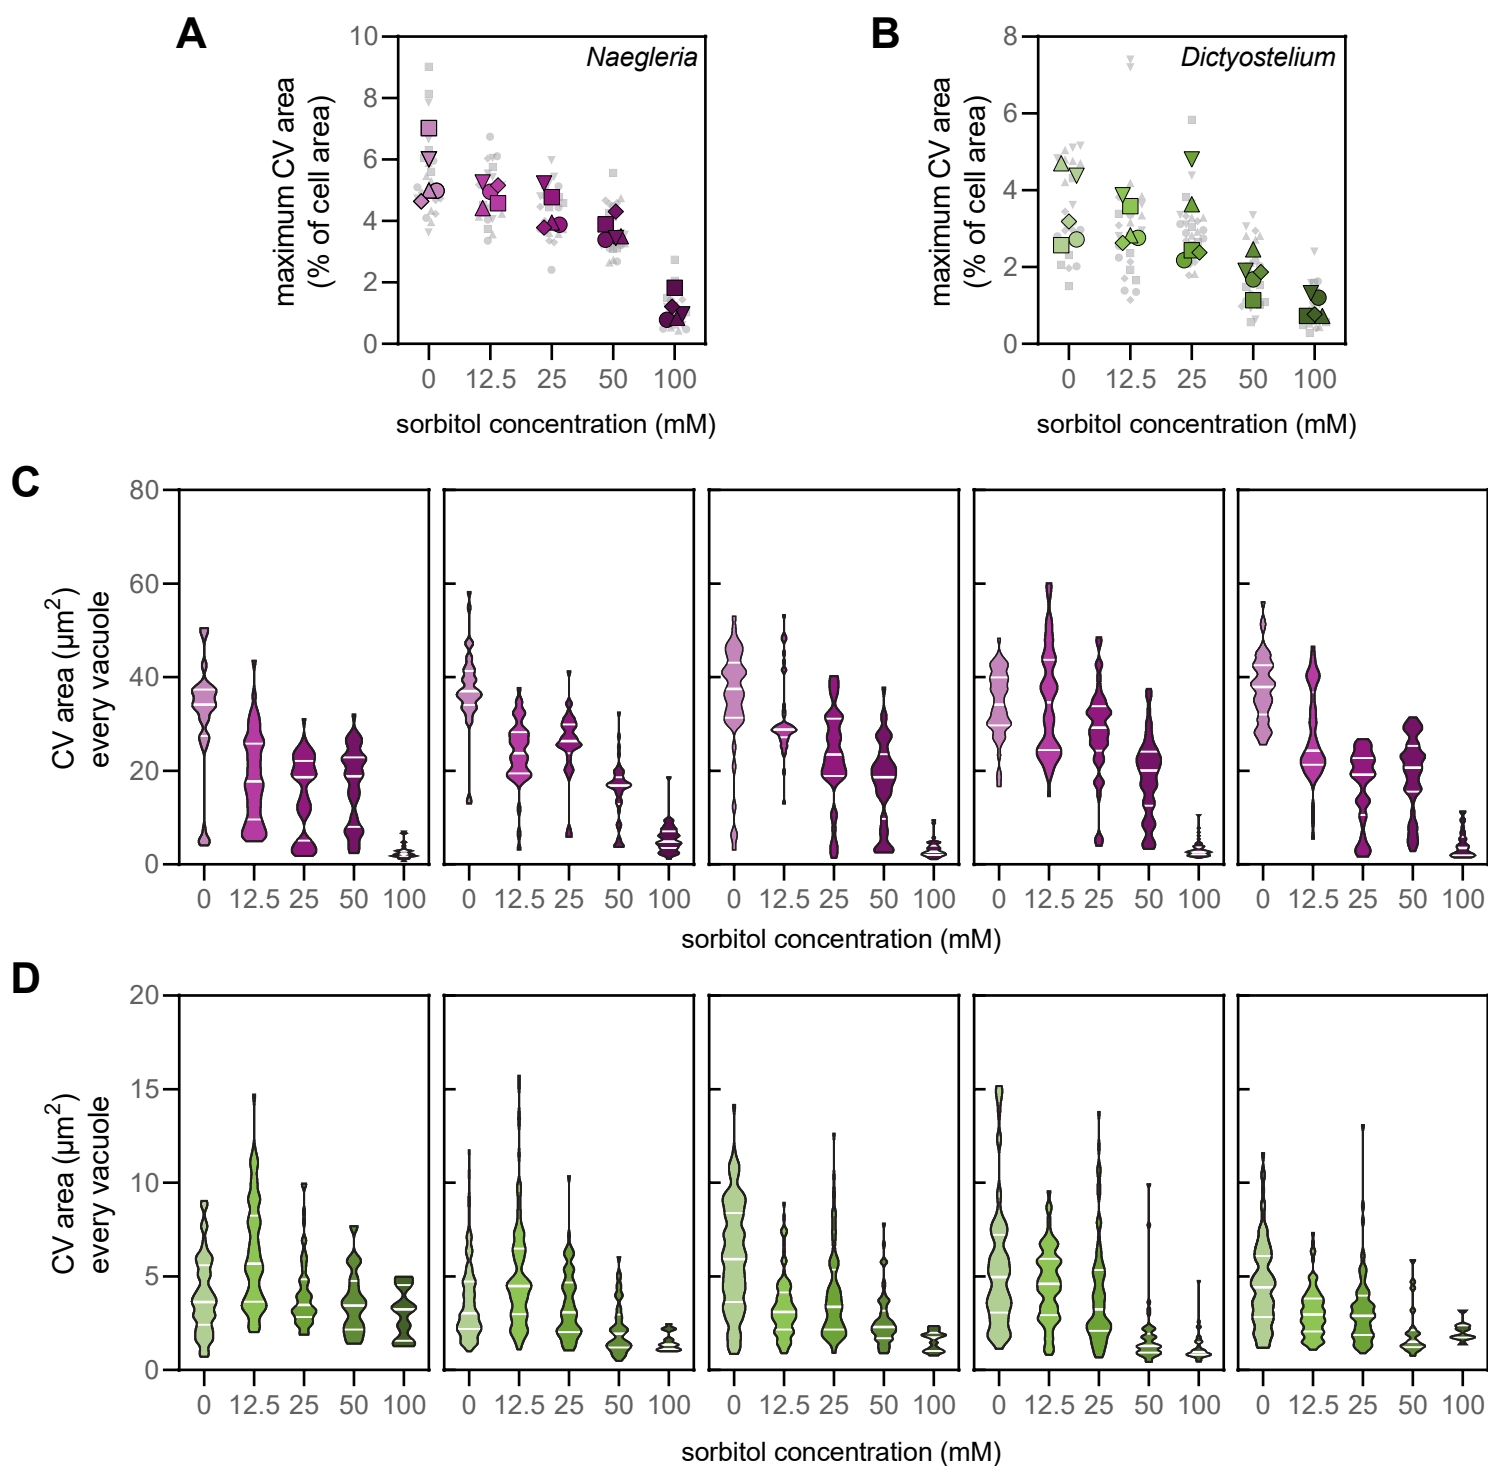 A
B
Naegleria
Dictyostelium
maximum CV area
(% of cell area)
10
8
6
4
2
0
0 12.5 25 50 100
sorbitol concentration (mM)
maximum CV area
(% of cell area)
8
6
4
2
0
0 12.5 25 50 100
sorbitol concentration (mM)
C
CV area (µm²)
every vacuole
80
60
40
20
0
0 12.5 25 50 100
0 12.5 25 50 100
0 12.5 25 50 100
0 12.5 25 50 100
0 12.5 25 50 100
sorbitol concentration (mM)
D
CV area (µm²)
every vacuole
20
15
10
5
0
0 12.5 25 50 100
0 12.5 25 50 100
0 12.5 25 50 100
0 12.5 25 50 100
0 12.5 25 50 100
sorbitol concentration (mM)